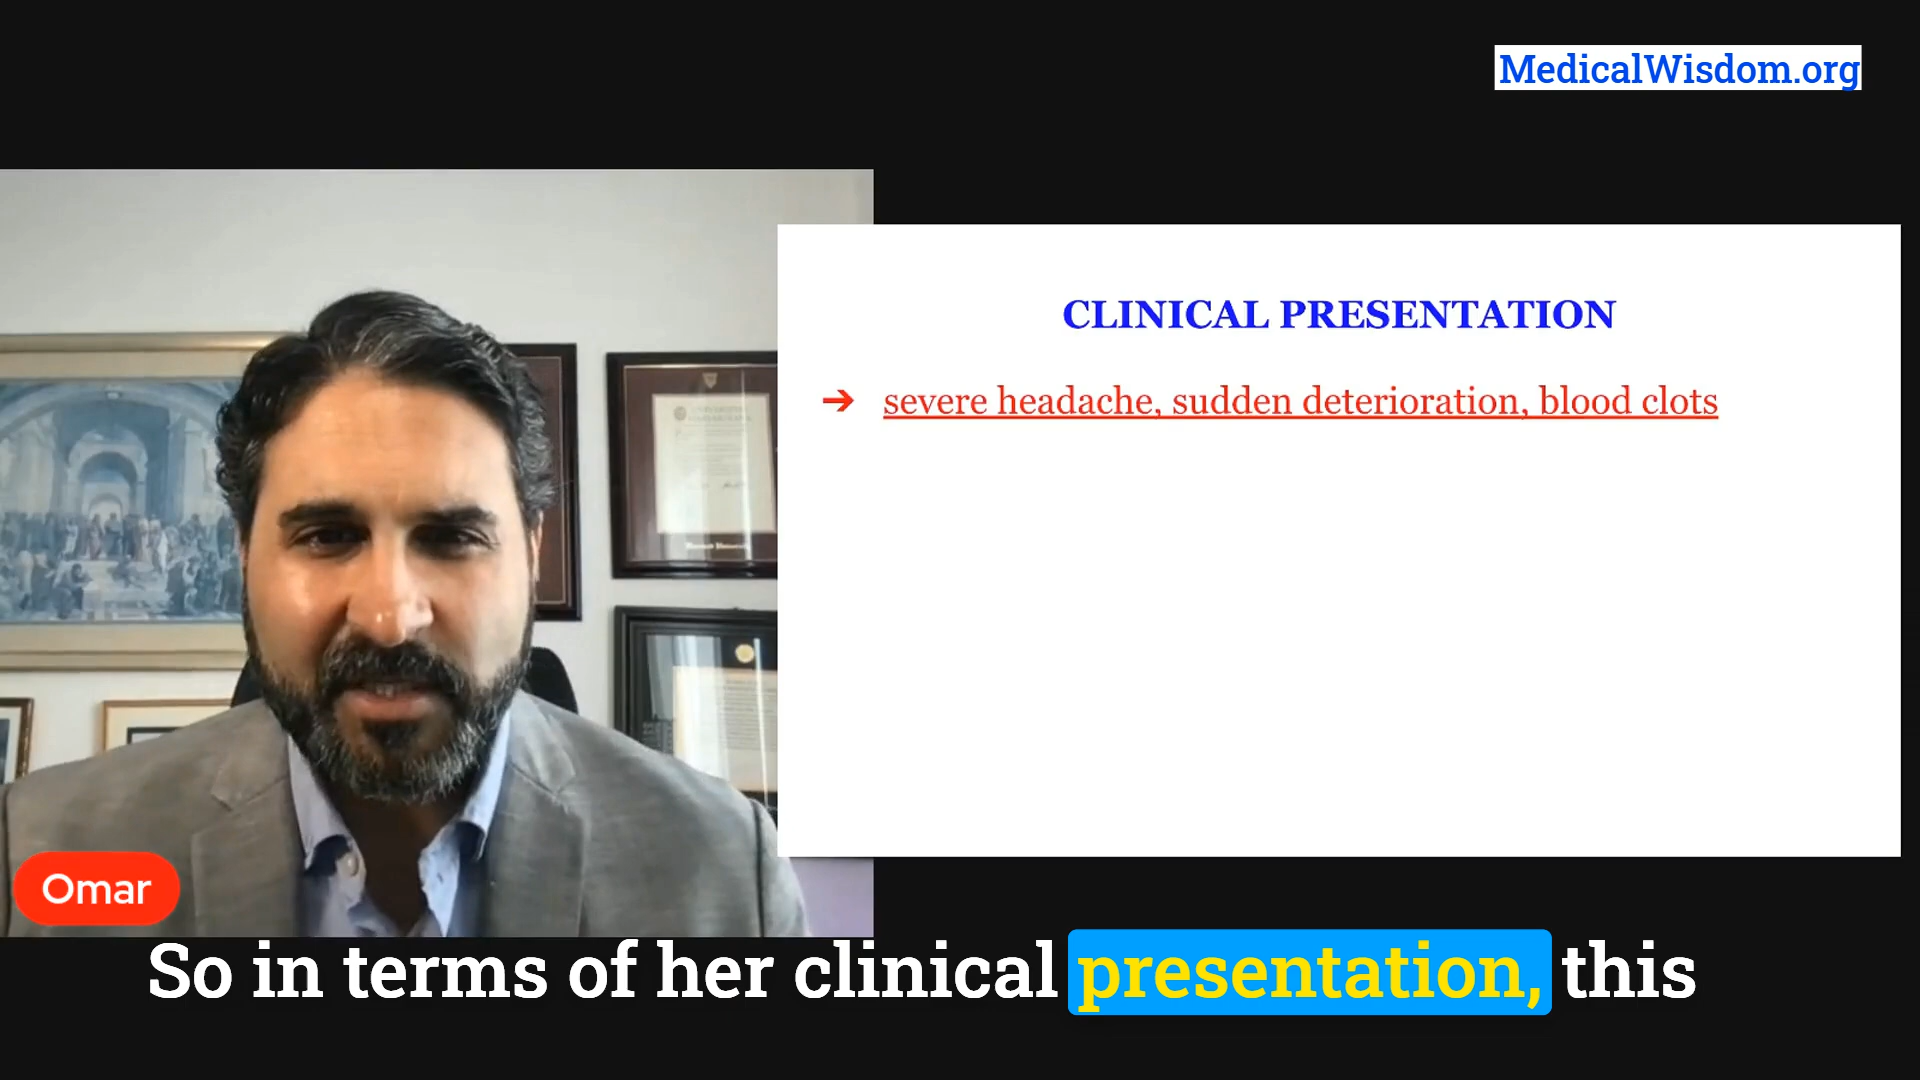 MedicalWisdom.org
CLINICAL PRESENTATION
➔ severe headache, sudden deterioration, blood clots
Omar
So in terms of her clinical presentation, this